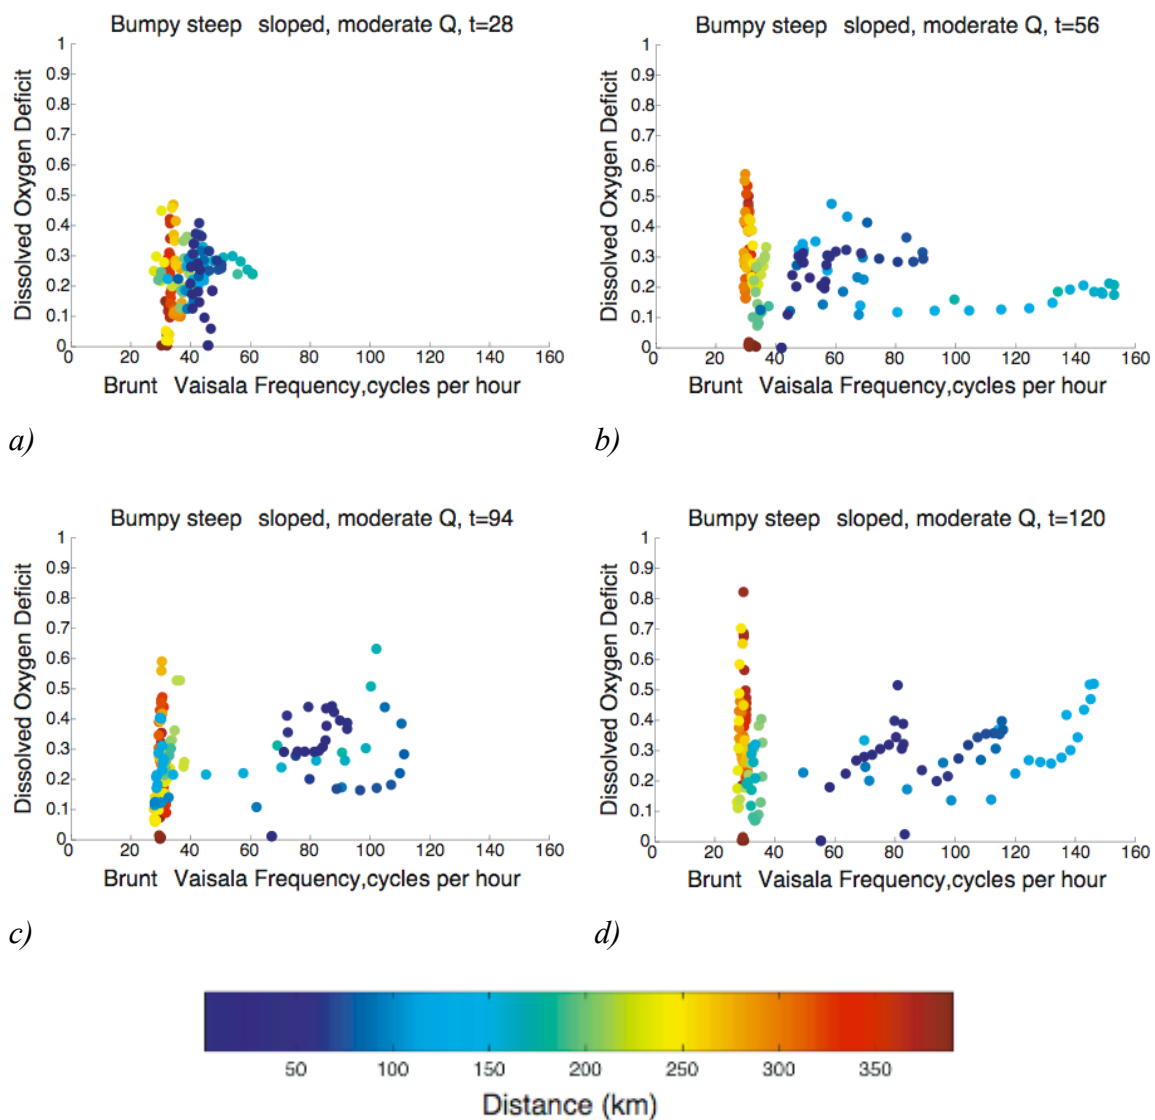 Bumpy steep sloped, moderate Q, t=28
1
0.9
0.8
0.7
0.6
0.5
0.4
0.3
0.2
0.1
0
Dissolved Oxygen Deficit
0 20 40 60 80 100 120 140 160
Brunt Vaisala Frequency,cycles per hour
a)
Bumpy steep sloped, moderate Q, t=56
1
0.9
0.8
0.7
0.6
0.5
0.4
0.3
0.2
0.1
0
Dissolved Oxygen Deficit
0 20 40 60 80 100 120 140 160
Brunt Vaisala Frequency,cycles per hour
b)
Bumpy steep sloped, moderate Q, t=94
1
0.9
0.8
0.7
0.6
0.5
0.4
0.3
0.2
0.1
0
Dissolved Oxygen Deficit
0 20 40 60 80 100 120 140 160
Brunt Vaisala Frequency,cycles per hour
c)
Bumpy steep sloped, moderate Q, t=120
1
0.9
0.8
0.7
0.6
0.5
0.4
0.3
0.2
0.1
0
Dissolved Oxygen Deficit
0 20 40 60 80 100 120 140 160
Brunt Vaisala Frequency,cycles per hour
d)
50 100 150 200 250 300 350
Distance (km)